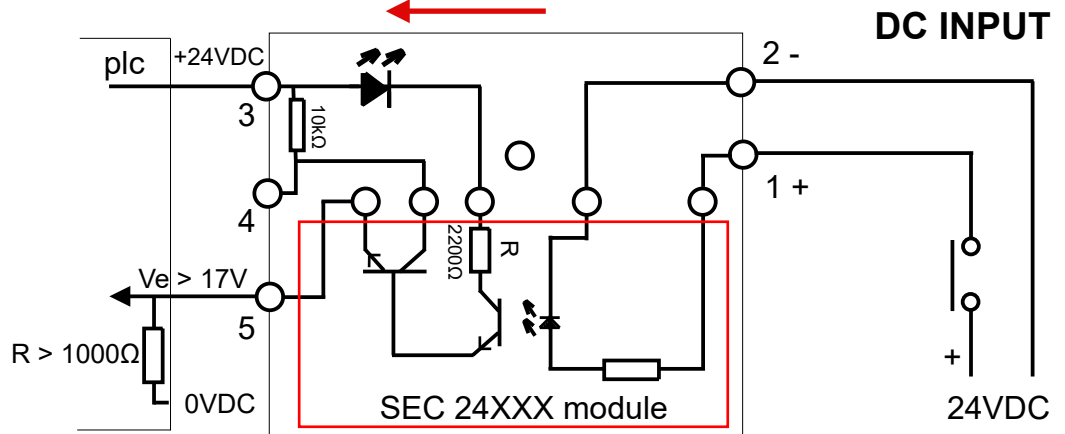 DC INPUT
plc
+24VDC
2 -
3
10kΩ
1 +
4
2200Ω
R
Ve > 17V
5
R > 1000Ω
0VDC
SEC 24XXX module
+
24VDC